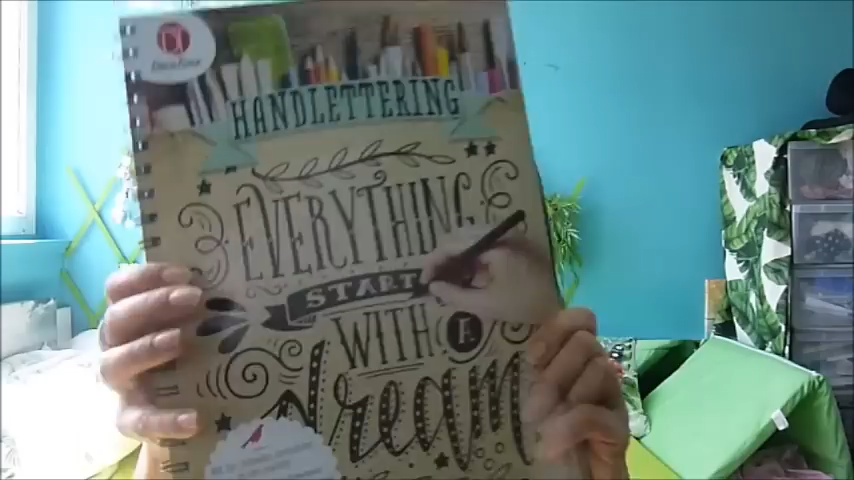 HANDLETTERING
EVERYTHING
START
WITH A
dream